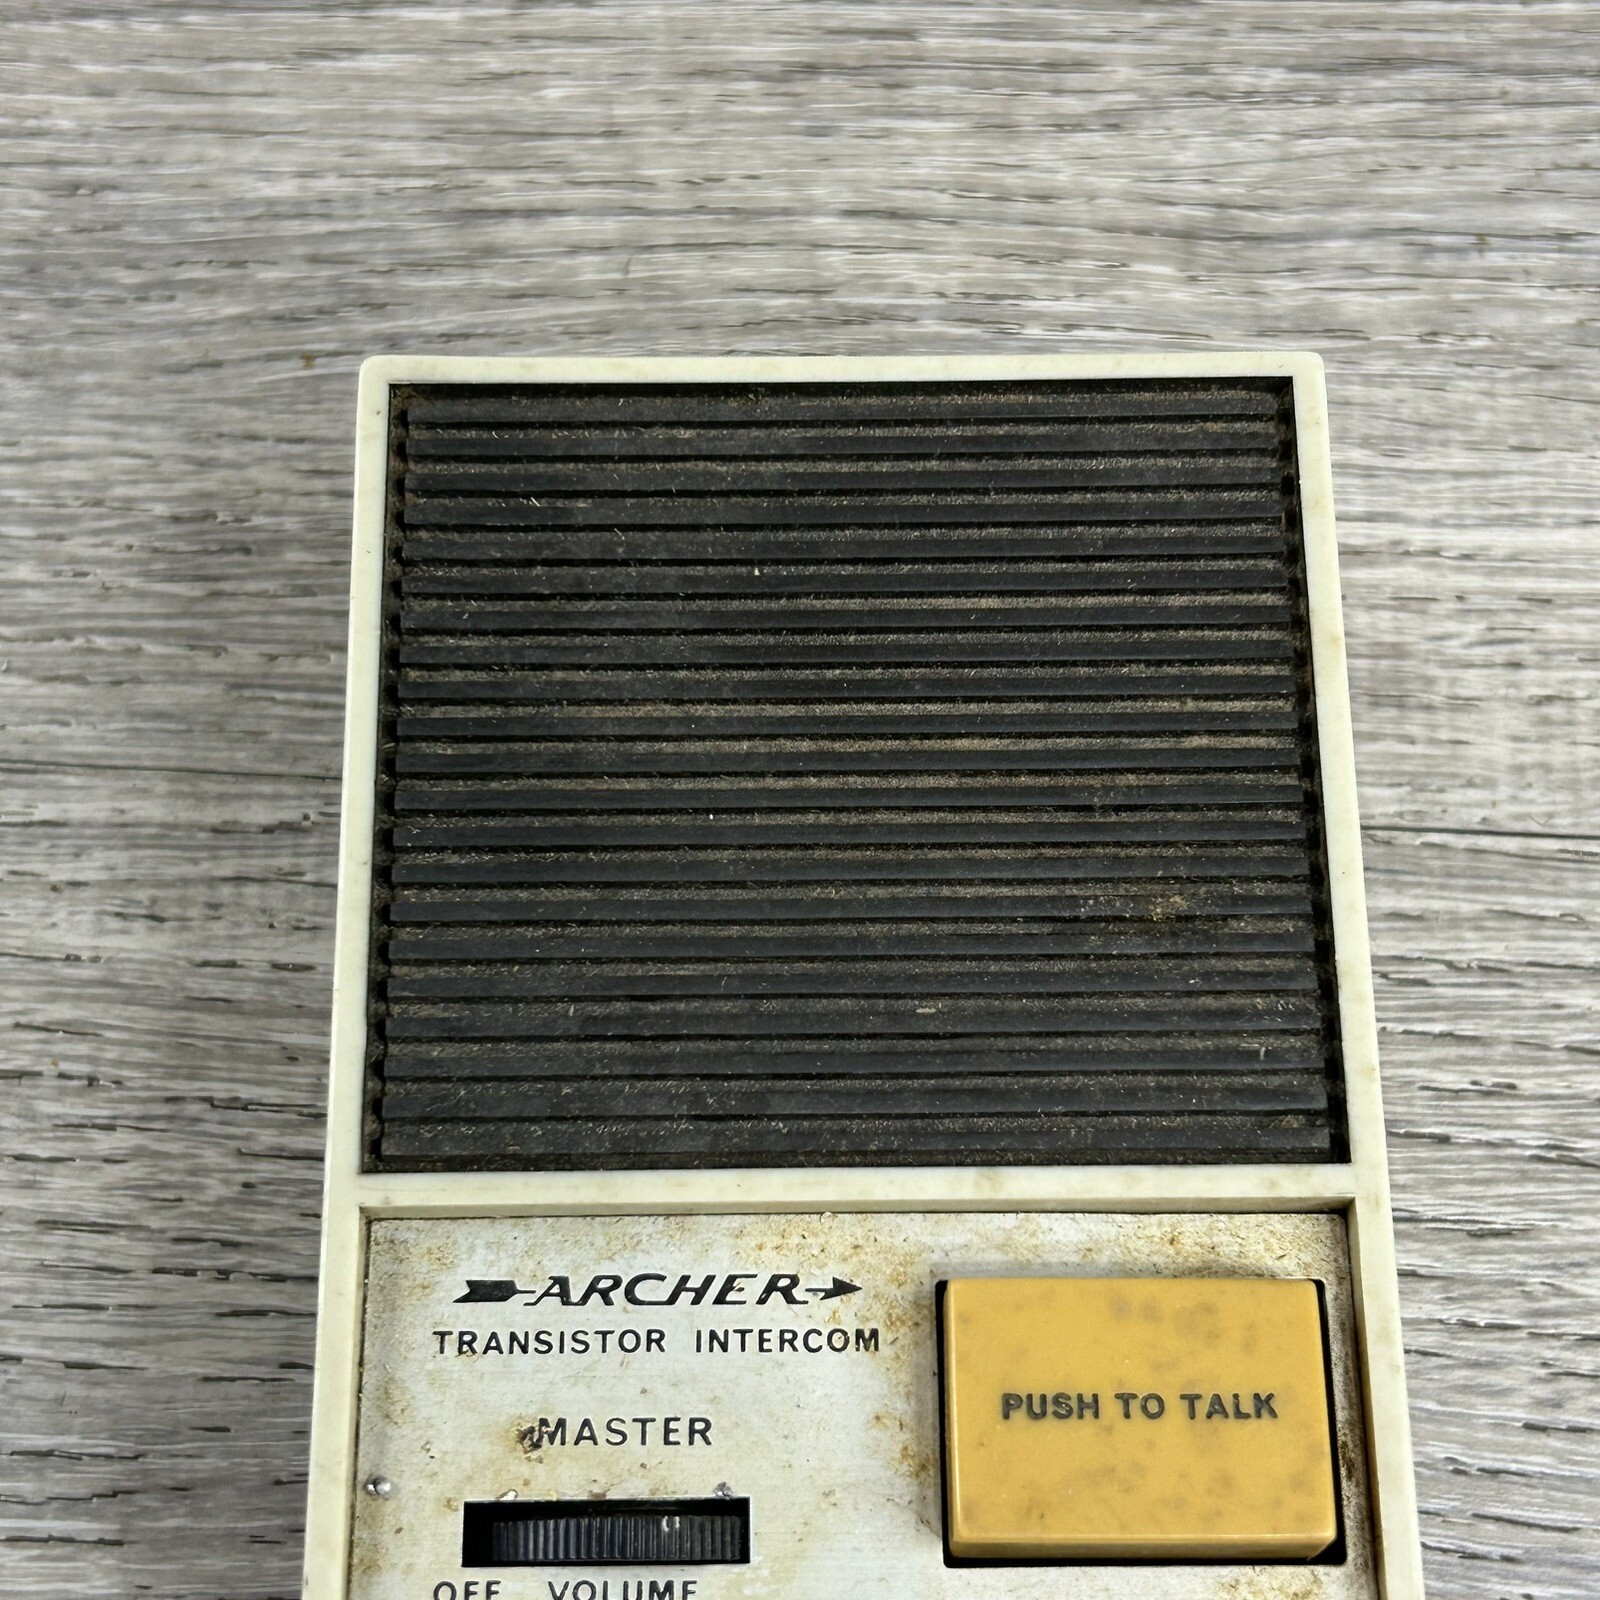 ARCHER
TRANSISTOR INTERCOM
MASTER
PUSH TO TALK
OFF VOLUME